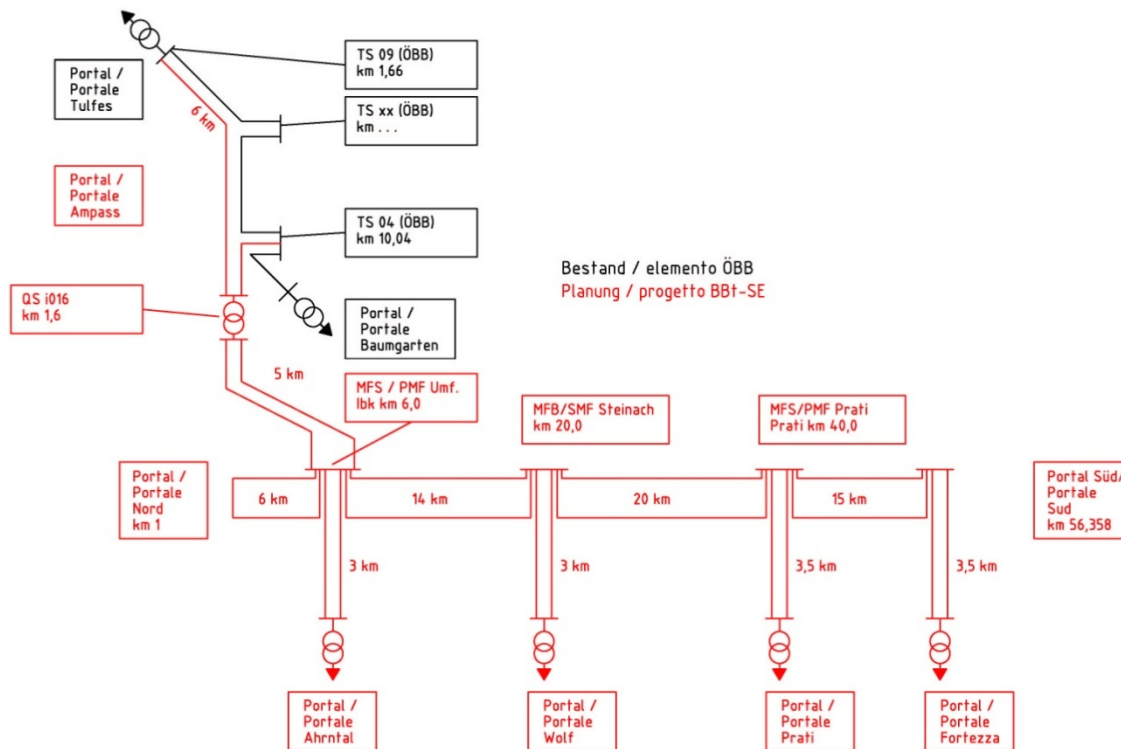 Portal /
Portale
Tulfes
TS 09 (ÖBB)
km 1,66
6 km
TS xx (ÖBB)
km ...
Portal /
Portale
Ampass
TS 04 (ÖBB)
km 10,04
Bestand / elemento ÖBB
Planung / progetto BBt-SE
QS i016
km 1,6
Portal /
Portale
Baumgarten
5 km
MFS / PMF Umf.
Ibk km 6,0
MFB/SMF Steinach
km 20,0
MFS/PMF Prati
Prati km 40,0
Portal /
Portale
Nord
km 1
6 km
14 km
20 km
15 km
Portal Süd/
Portale
Sud
km 56,358
3 km
3 km
3,5 km
3,5 km
Portal /
Portale
Ahrntal
Portal /
Portale
Wolf
Portal /
Portale
Prati
Portal /
Portale
Fortezza